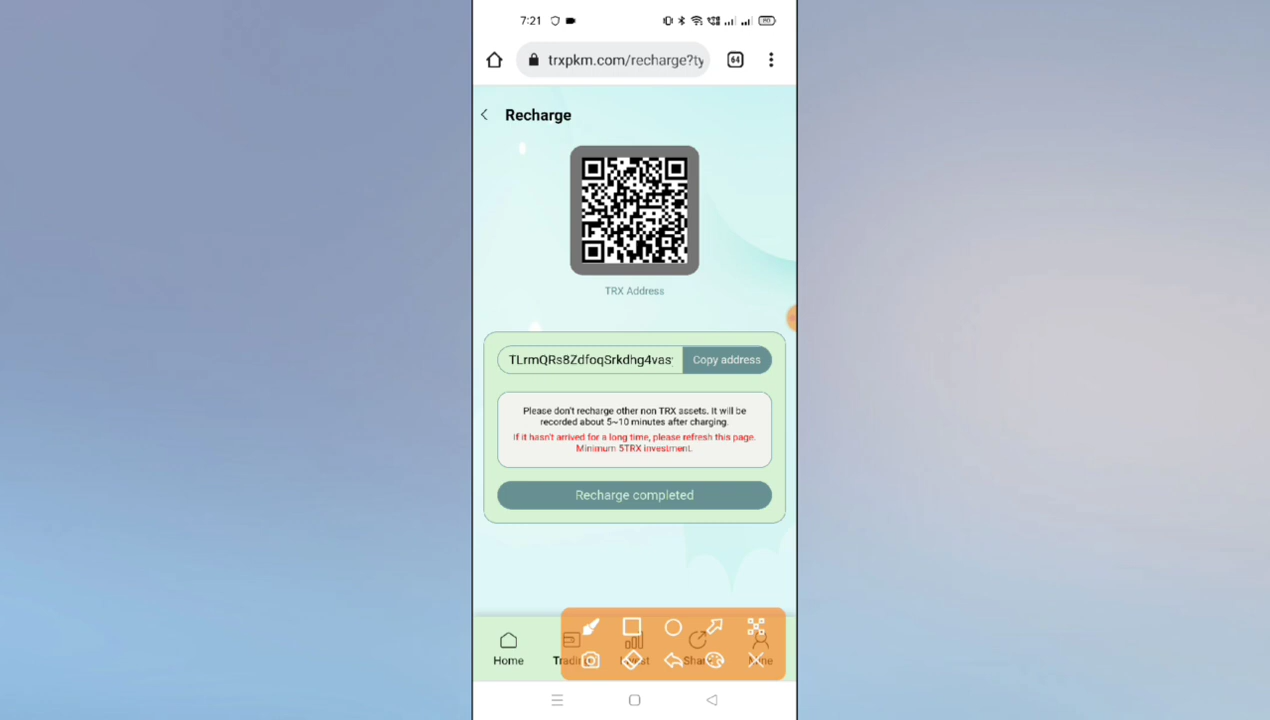 7:21
64
trxpkm.com/recharge?ty
Recharge
TRX Address
TLrmQRs8ZdfoqSrkdhg4vas
Copy address
Please don't recharge other non TRX assets. It will be
recorded about 5~10 minutes after charging.
If it hasn't arrived for a long time, please refresh this page.
Minimum 5TRX investment.
Recharge completed
Home